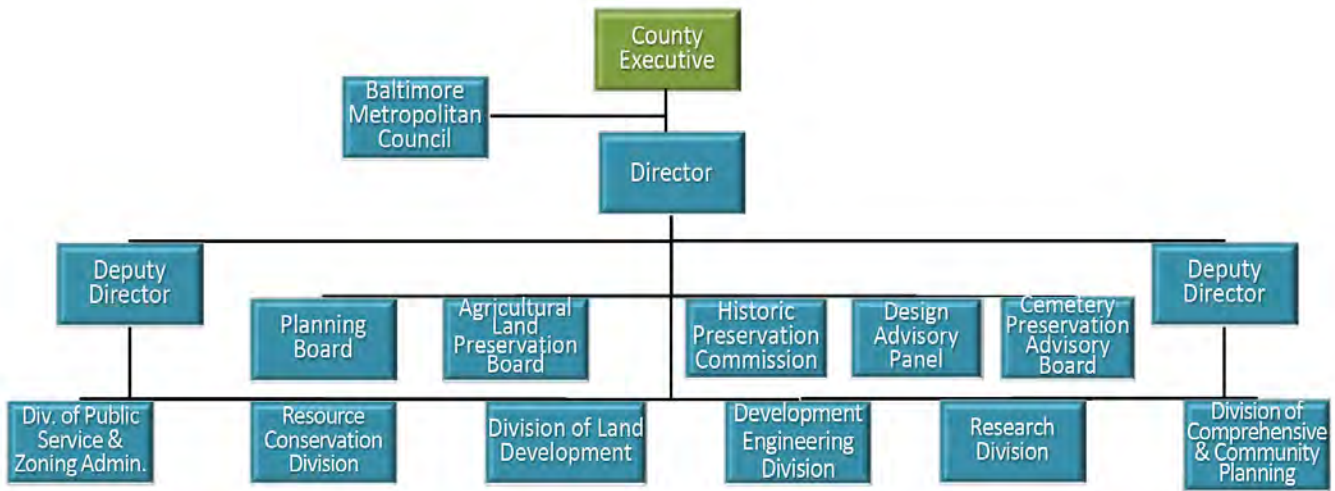 County
Executive
Baltimore
Metropolitan
Council
Director
Deputy
Director
Deputy
Director
Planning
Board
Agricultural
Land
Preservation
Board
Historic
Preservation
Commission
Design
Advisory
Panel
Cemetery
Preservation
Advisory
Board
Div. of Public
Service &
Zoning Admin.
Resource
Conservation
Division
Division of Land
Development
Development
Engineering
Division
Research
Division
Division of
Comprehensive
& Community
Planning